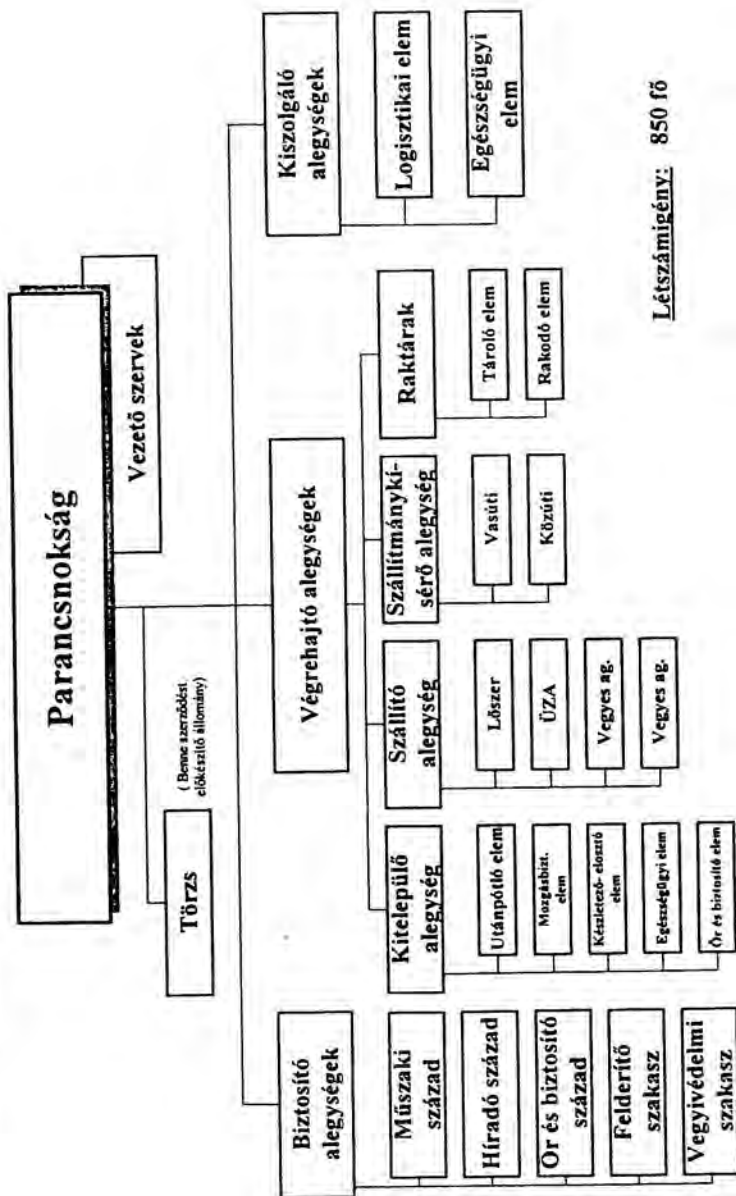 Parancsnokság
Vezető szervek
Törzs
( Benne szerződést
előkészítő állomány)
Biztosító
alegységek
Műszaki
század
Híradó század
Or és biztosító
század
Felderítő
szakasz
Vegyivédelmi
szakasz
Végrehajtó alegységek
Kitelepülő
alegység
Utánpótló elem
Mozgásbizt.
elem
Készletező- elosztó
elem
Egészségügyi elem
Őr és biztosító elem
Szállító
alegység
Lőszer
ÜZA
Vegyes ag.
Vegyes ag.
Szállítmányki-
sérő alegység
Vasúti
Közúti
Raktárak
Tároló elem
Rakodó elem
Kiszolgáló
alegységek
Logisztikai elem
Egészségügyi
elem
Létszámigény: 850 fő